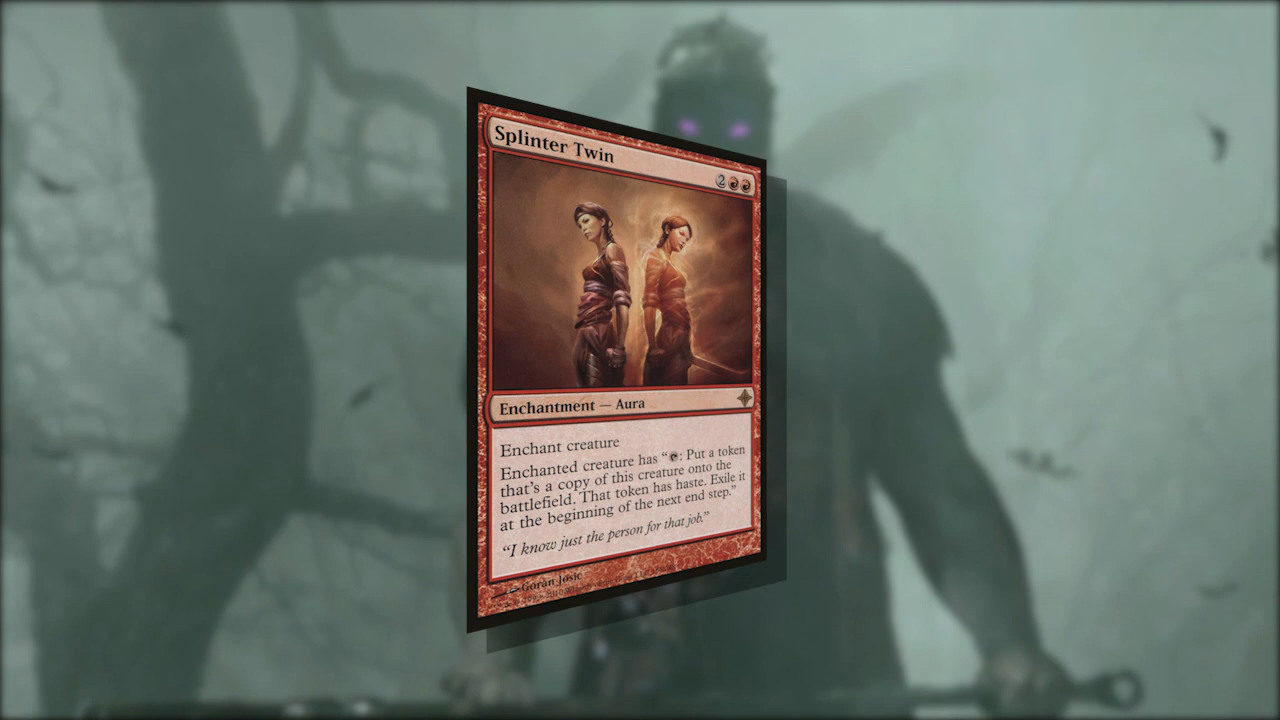 Splinter Twin
2
Enchantment — Aura
Enchant creature
Enchanted creature has “: Put a token
that’s a copy of this creature onto the
battlefield. That token has haste. Exile it
at the beginning of the next end step.”
“I know just the person for that job.”
Goran Josic